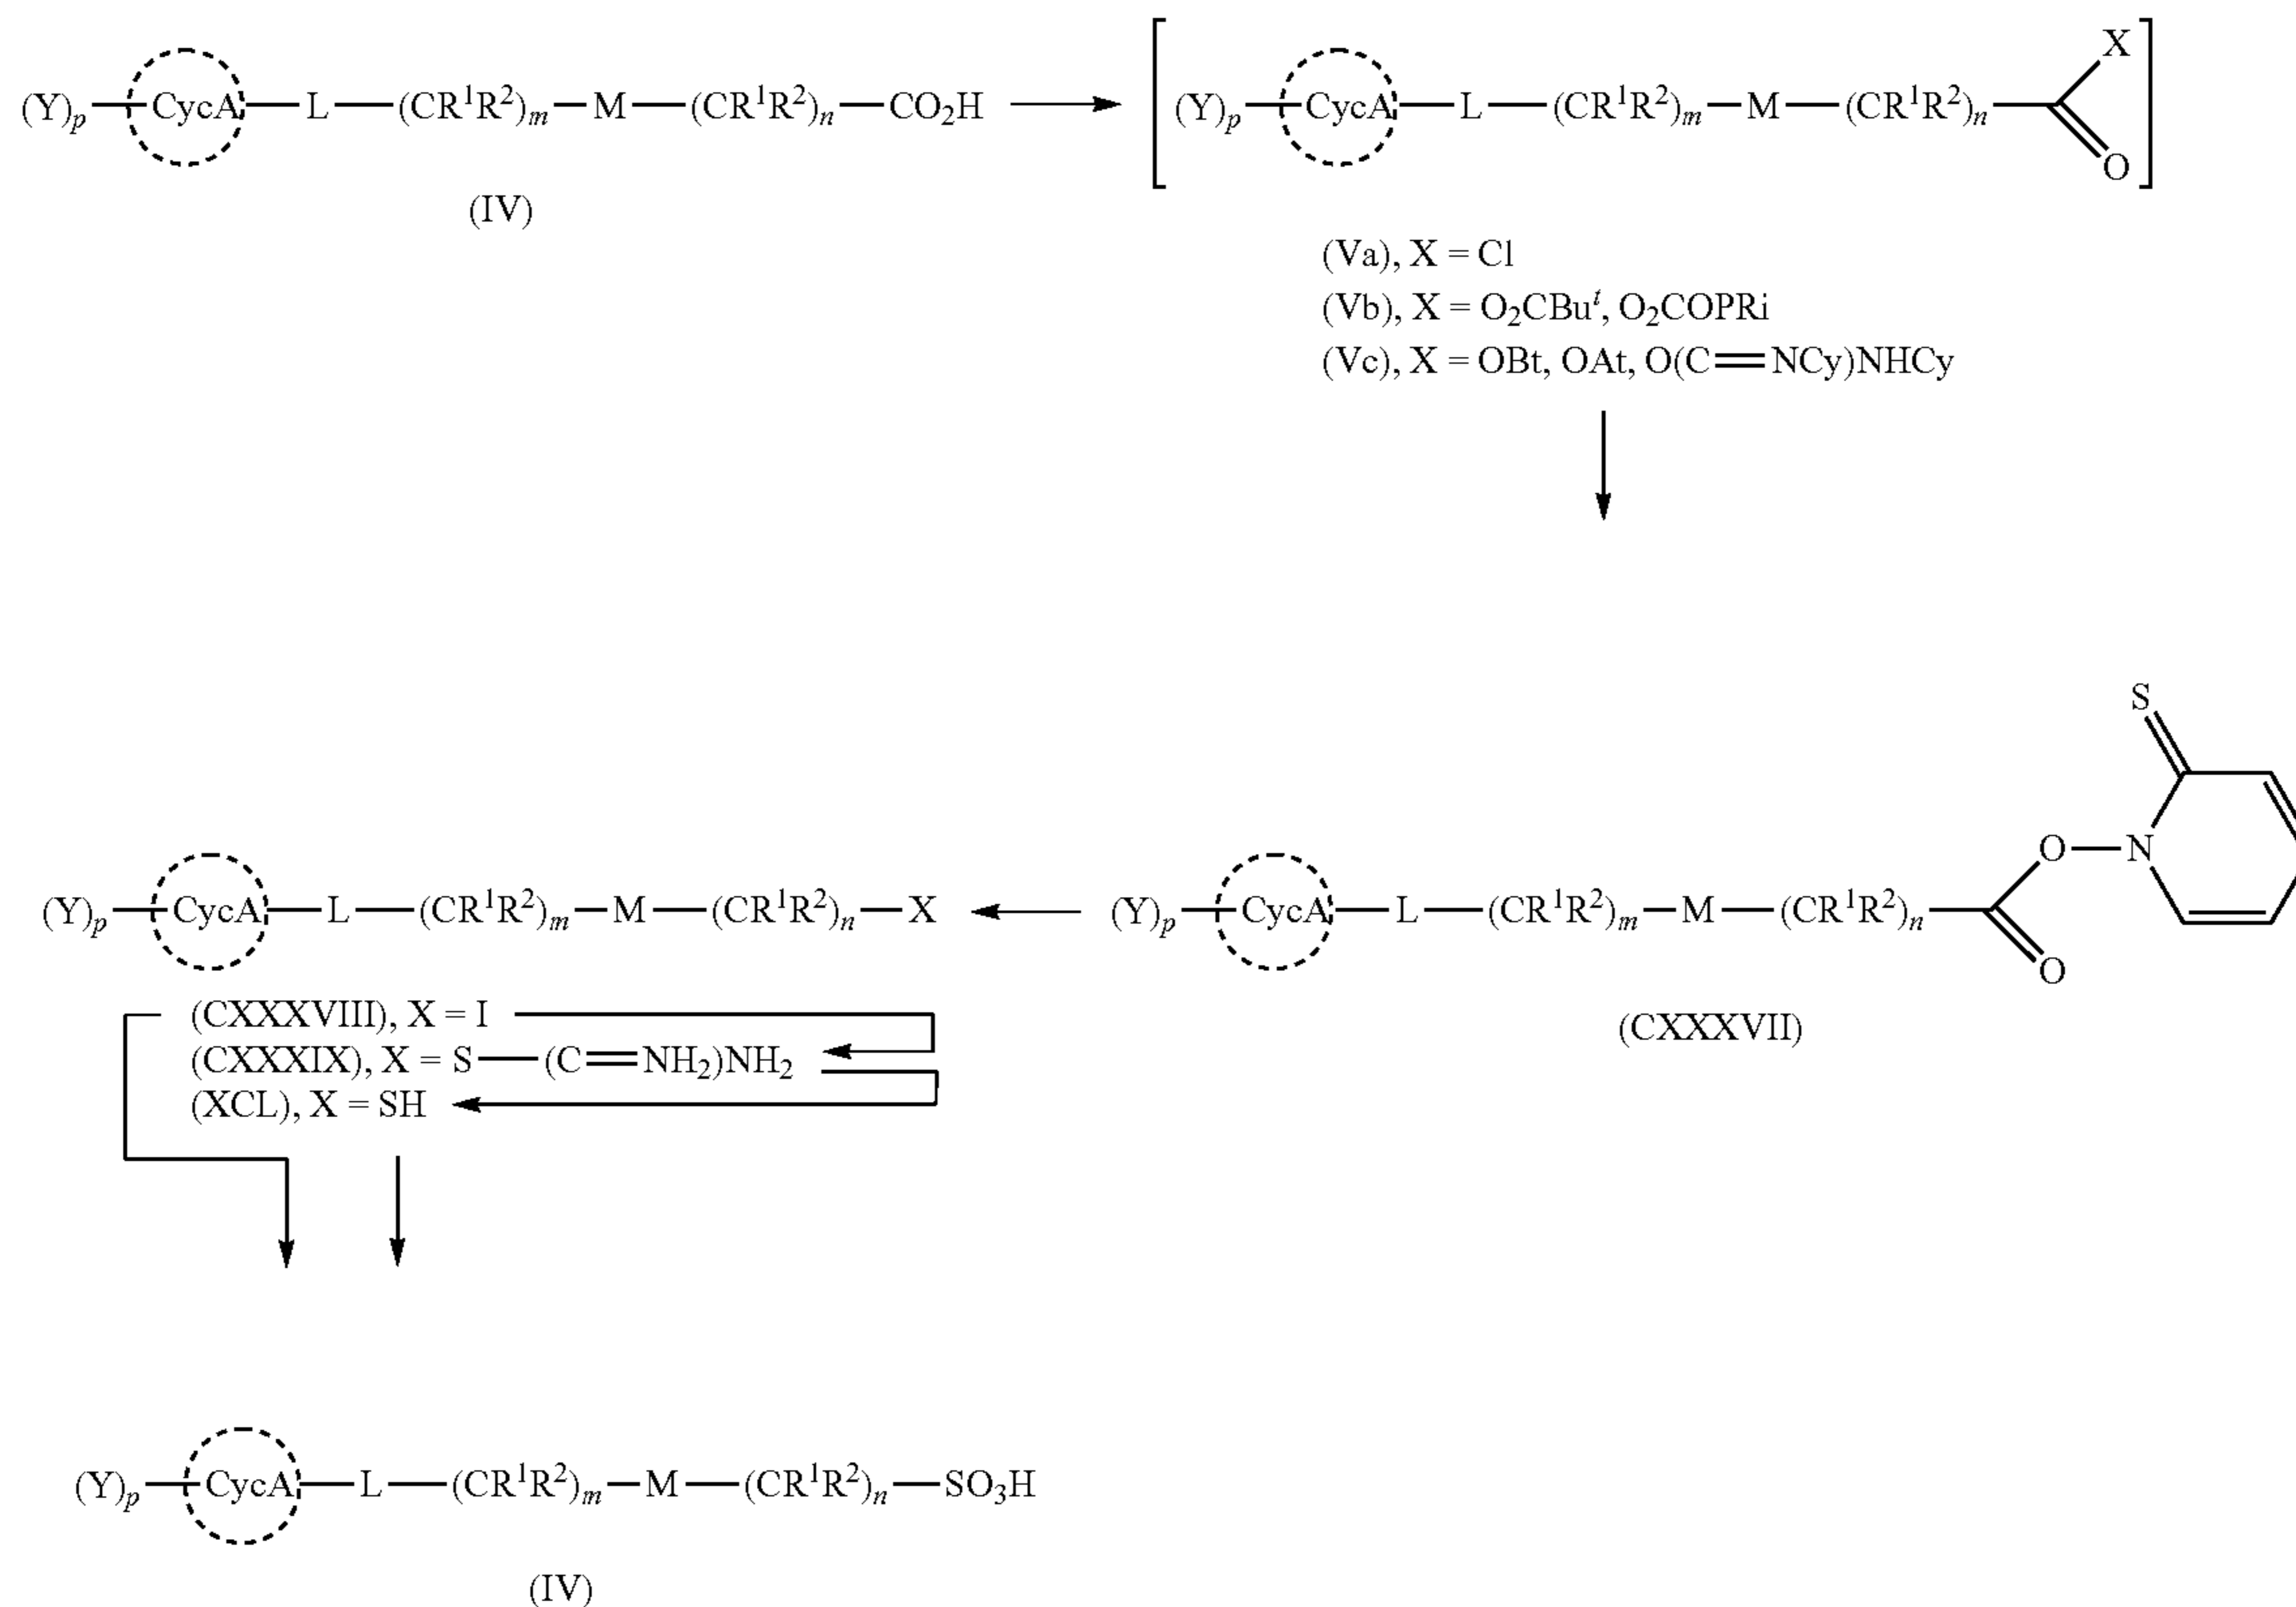 (Y)p—CycA—L—(CR¹R²)m—M—(CR¹R²)n—CO₂H
(IV)
(Y)p—CycA—L—(CR¹R²)m—M—(CR¹R²)n
X
O
(Va), X = Cl
(Vb), X = O₂CBuᵗ, O₂COPRi
(Vc), X = OBt, OAt, O(C=NCy)NHCy
(Y)p—CycA—L—(CR¹R²)m—M—(CR¹R²)n—X
(CXXXVIII), X = I
(CXXXIX), X = S—(C=NH₂)NH₂
(XCL), X = SH
(Y)p—CycA—L—(CR¹R²)m—M—(CR¹R²)n
S
O—N
O
(CXXXVII)
(Y)p—CycA—L—(CR¹R²)m—M—(CR¹R²)n—SO₃H
(IV)